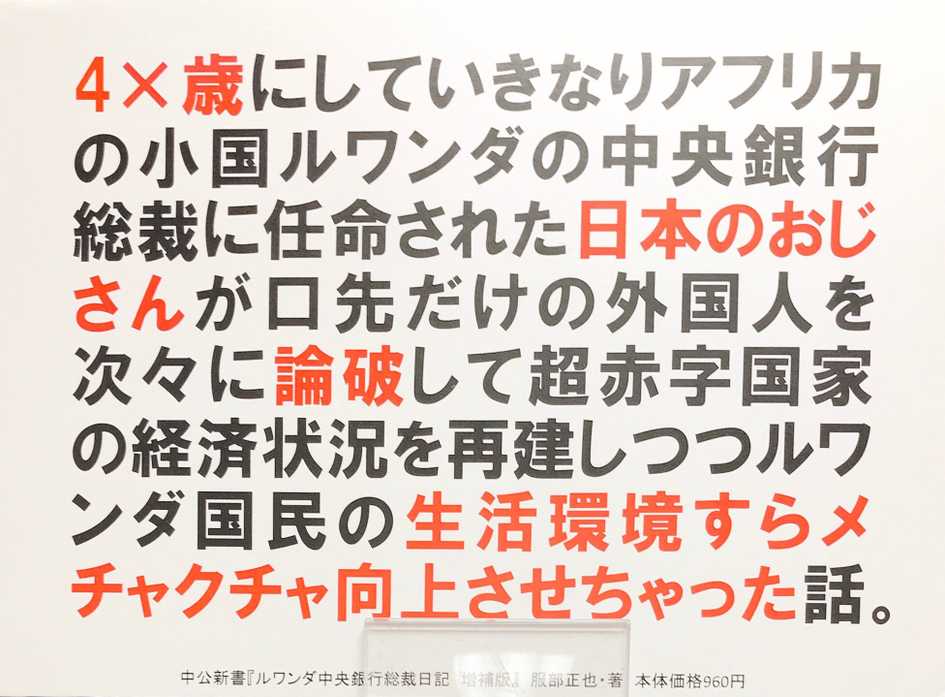 4×歳にしていきなりアフリカ
の小国ルワンダの中央銀行
総裁に任命された日本のおじ
さんが口先だけの外国人を
次々に論破して超赤字国家
の経済状況を再建しつつルワ
ンダ国民の生活環境すらメ
チャクチャ向上させちゃった話。
中公新書『ルワンダ中央銀行総裁日記 増補版』 服部正也・著 本体価格960円